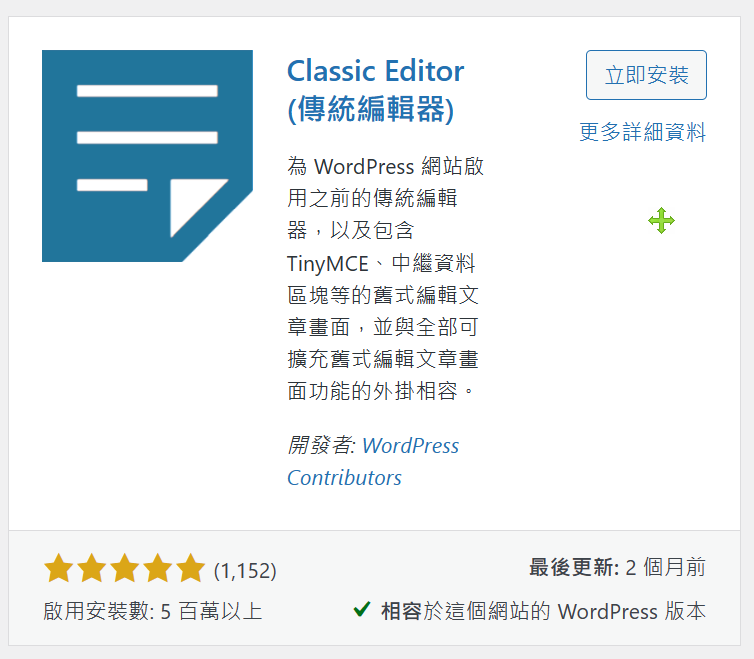 Classic Editor
(傳統編輯器)
立即安裝
更多詳細資料
為 WordPress 網站啟
用之前的傳統編輯
器，以及包含
TinyMCE、中繼資料
區塊等的舊式編輯文
章畫面，並與全部可
擴充舊式編輯文章畫
面功能的外掛相容。
開發者: WordPress
Contributors
(1,152)
最後更新: 2 個月前
啟用安裝數: 5 百萬以上
相容於這個網站的 WordPress 版本